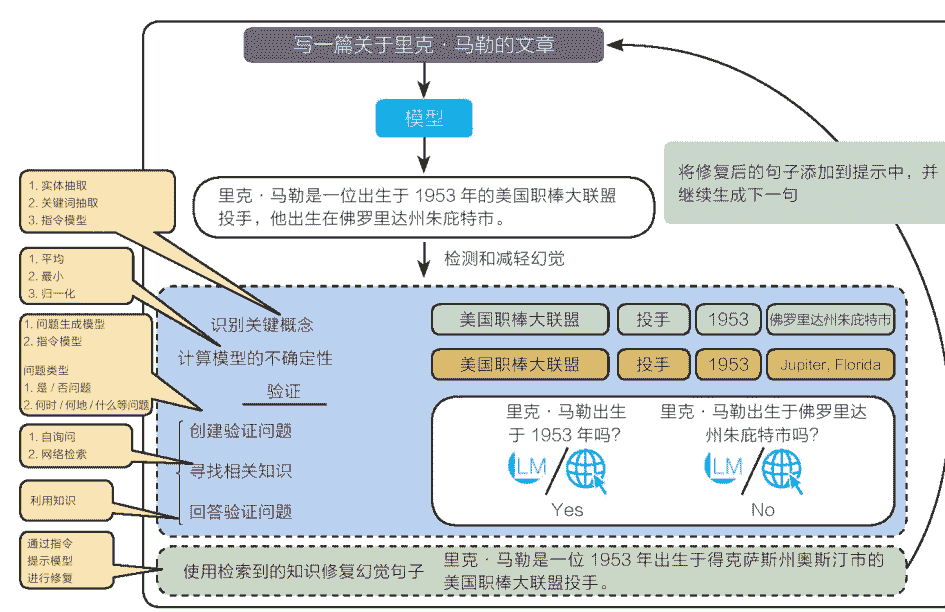 写一篇关于里克·马勒的文章
模型
里克·马勒是一位出生于 1953 年的美国职棒大联盟
投手，他出生在佛罗里达州朱庇特市。
将修复后的句子添加到提示中，并
继续生成下一句
检测和减轻幻觉
1. 实体抽取
2. 关键词抽取
3. 指令模型
1. 平均
2. 最小
3. 归一化
1. 问题生成模型
2. 指令模型
问题类型
1. 是 / 否问题
2. 何时 / 何地 / 什么等问题
1. 自询问
2. 网络检索
利用知识
通过指令
提示模型
进行修复
识别关键概念
美国职棒大联盟
投手
1953
佛罗里达州朱庇特市
计算模型的不确定性
美国职棒大联盟
投手
1953
Jupiter, Florida
验证
创建验证问题
寻找相关知识
回答验证问题
里克·马勒出生
于 1953 年吗?
LM
Yes
里克·马勒出生于佛罗里达
州朱庇特市吗?
LM
No
使用检索到的知识修复幻觉句子
里克·马勒是一位 1953 年出生于得克萨斯州奥斯汀市的
美国职棒大联盟投手。